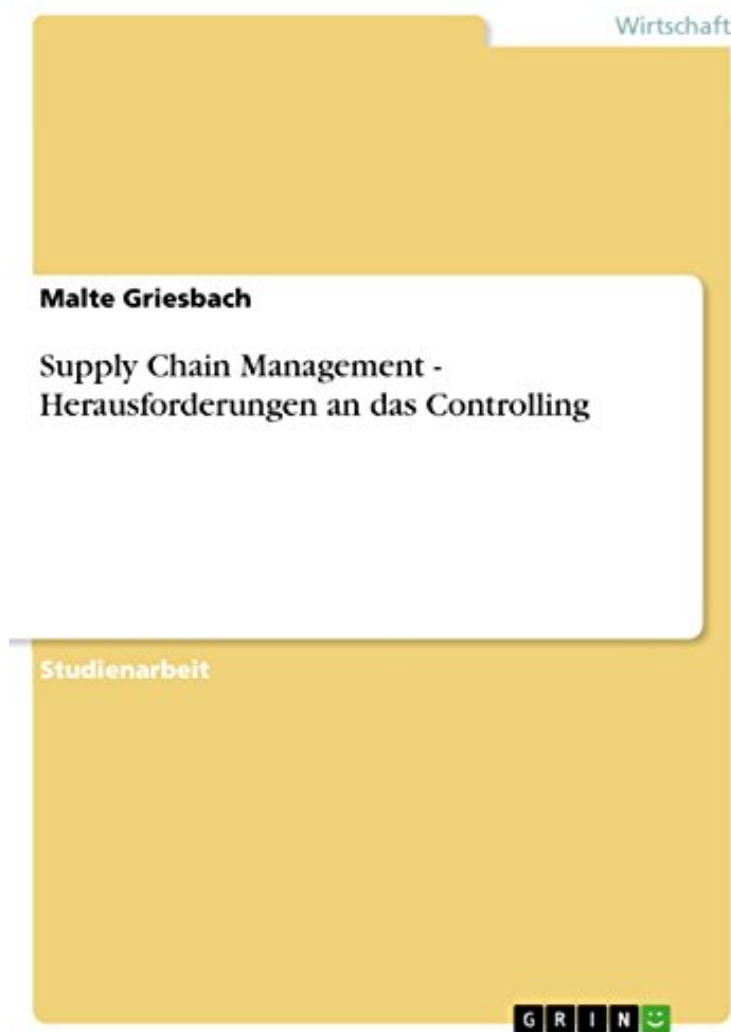 Wirtschaft
Malte Griesbach
Supply Chain Management -
Herausforderungen an das Controlling
Studienarbeit
GRIN